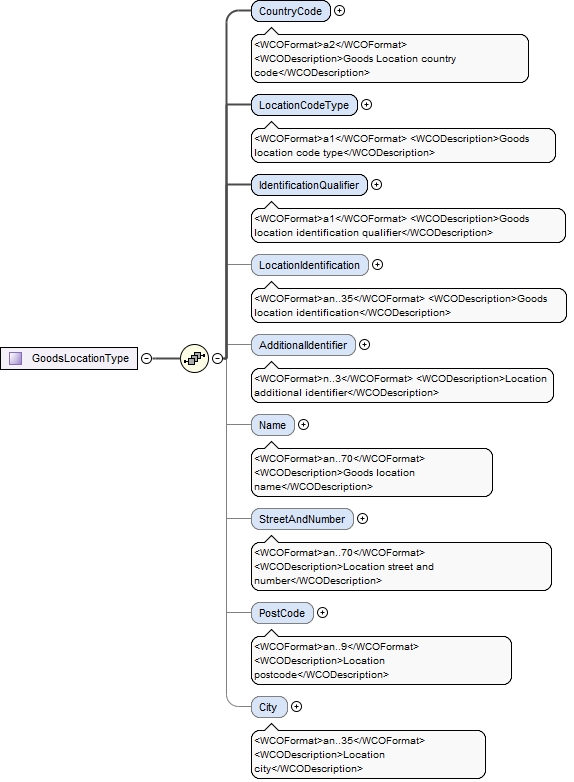 CountryCode
<WCOFormat>a2</WCOFormat>
<WCODescription>Goods Location country
code</WCODescription>
LocationCodeType
<WCOFormat>a1</WCOFormat> <WCODescription>Goods
location code type</WCODescription>
IdentificationQualifier
<WCOFormat>a1</WCOFormat> <WCODescription>Goods
location identification qualifier</WCODescription>
LocationIdentification
<WCOFormat>an..35</WCOFormat> <WCODescription>Goods
location identification</WCODescription>
GoodsLocationType
AdditionalIdentifier
<WCOFormat>n..3</WCOFormat> <WCODescription>Location
additional identifier</WCODescription>
Name
<WCOFormat>an..70</WCOFormat>
<WCODescription>Goods location
name</WCODescription>
StreetAndNumber
<WCOFormat>an..70</WCOFormat>
<WCODescription>Location street and
number</WCODescription>
PostCode
<WCOFormat>an..9</WCOFormat>
<WCODescription>Location
postcode</WCODescription>
City
<WCOFormat>an..35</WCOFormat>
<WCODescription>Location
city</WCODescription>